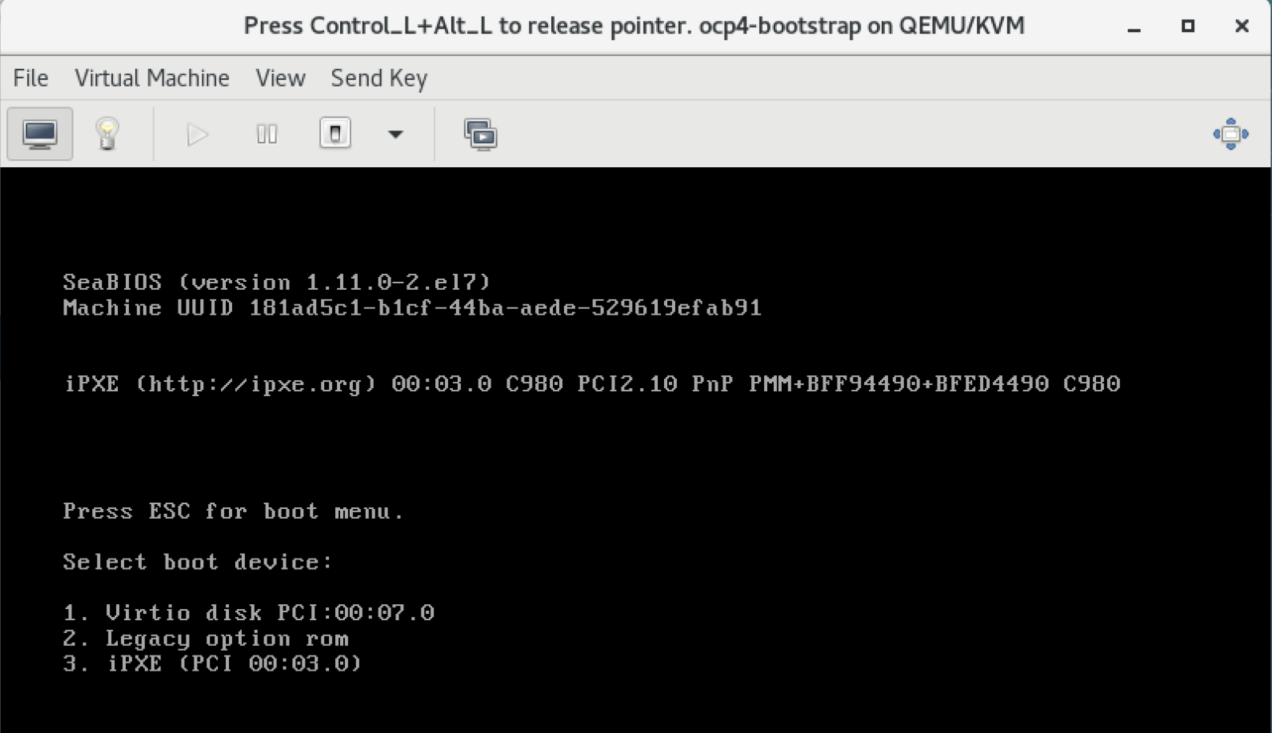 Press Control_L+Alt_L to release pointer. ocp4-bootstrap on QEMU/KVM
File Virtual Machine View Send Key
SeaBIOS (version 1.11.0-2.el7)
Machine UUID 181ad5c1-b1cf-44ba-aede-529619efab91
iPXE (http://ipxe.org) 00:03.0 C980 PCI2.10 PnP PMM+BFF94490+BFED4490 C980
Press ESC for boot menu.
Select boot device:
1. Virtio disk PCI:00:07.0
2. Legacy option rom
3. iPXE (PCI 00:03.0)